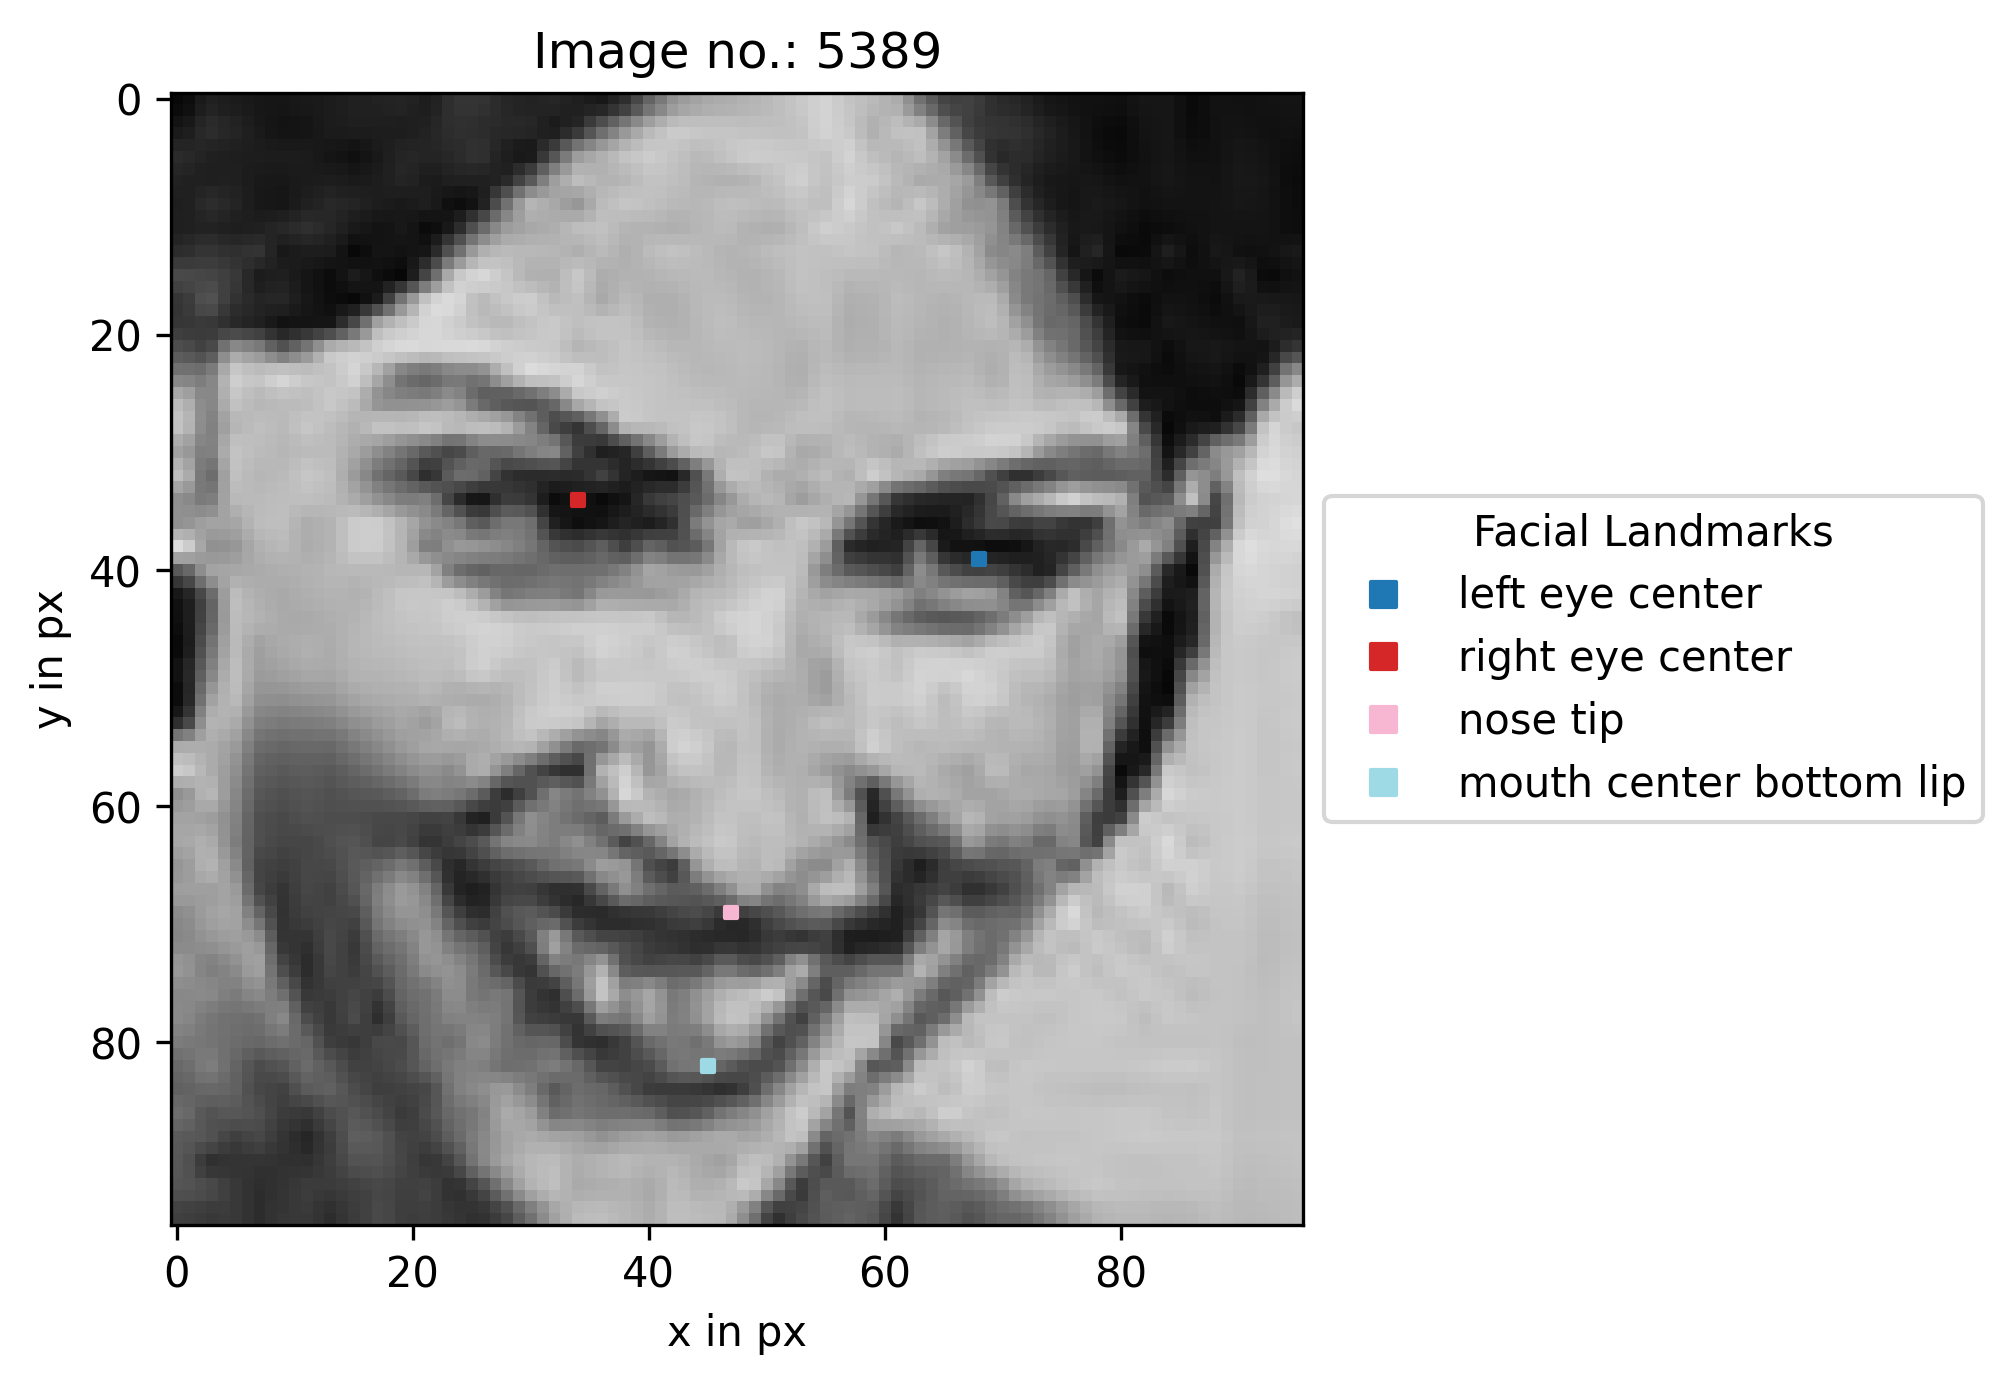 Image no.: 5389
0
20
40
60
80
y in px
0 20 40 60 80
x in px
Facial Landmarks
left eye center
right eye center
nose tip
mouth center bottom lip